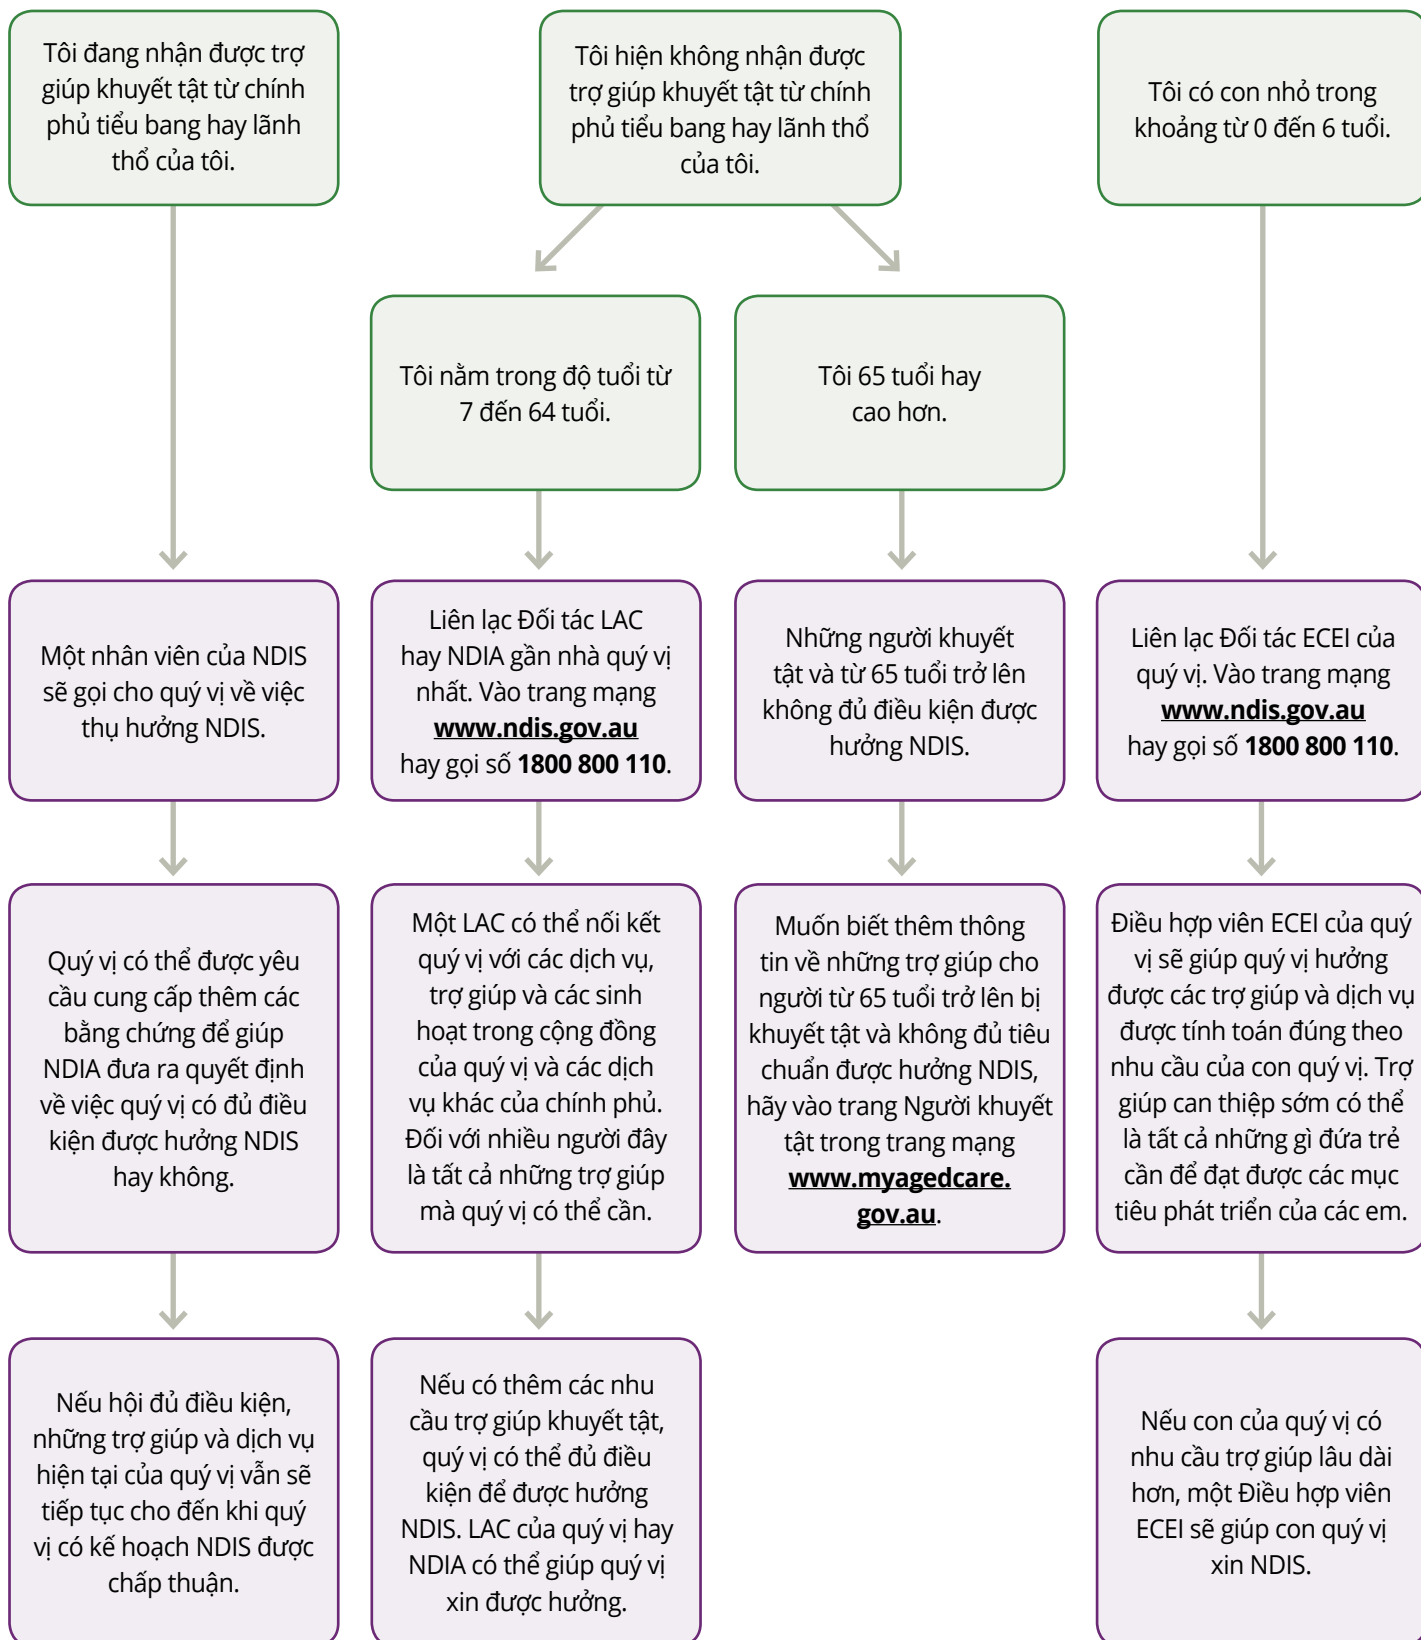 Tôi đang nhận được trợ
giúp khuyết tật từ chính
phủ tiểu bang hay lãnh
thổ của tôi.
Tôi hiện không nhận được
trợ giúp khuyết tật từ chính
phủ tiểu bang hay lãnh thổ
của tôi.
Tôi có con nhỏ trong
khoảng từ 0 đến 6 tuổi.
Tôi nằm trong độ tuổi từ
7 đến 64 tuổi.
Tôi 65 tuổi hay
cao hơn.
Một nhân viên của NDIS
sẽ gọi cho quý vị về việc
thụ hưởng NDIS.
Liên lạc Đối tác LAC
hay NDIA gần nhà quý vị
nhất. Vào trang mạng
www.ndis.gov.au
hay gọi số 1800 800 110.
Những người khuyết
tật và từ 65 tuổi trở lên
không đủ điều kiện được
hưởng NDIS.
Liên lạc Đối tác ECEI của
quý vị. Vào trang mạng
www.ndis.gov.au
hay gọi số 1800 800 110.
Quý vị có thể được yêu
cầu cung cấp thêm các
bằng chứng để giúp
NDIA đưa ra quyết định
về việc quý vị có đủ điều
kiện được hưởng NDIS
hay không.
Một LAC có thể nối kết
quý vị với các dịch vụ,
trợ giúp và các sinh
hoạt trong cộng đồng
của quý vị và các dịch
vụ khác của chính phủ.
Đối với nhiều người đây
là tất cả những trợ giúp
mà quý vị có thể cần.
Muốn biết thêm thông
tin về những trợ giúp cho
người từ 65 tuổi trở lên bị
khuyết tật và không đủ tiêu
chuẩn được hưởng NDIS,
hãy vào trang Người khuyết
tật trong trang mạng
www.myagedcare.
gov.au.
Điều hợp viên ECEI của quý
vị sẽ giúp quý vị hưởng
được các trợ giúp và dịch vụ
được tính toán đúng theo
nhu cầu của con quý vị. Trợ
giúp can thiệp sớm có thể
là tất cả những gì đứa trẻ
cần để đạt được các mục
tiêu phát triển của các em.
Nếu hội đủ điều kiện,
những trợ giúp và dịch vụ
hiện tại của quý vị vẫn sẽ
tiếp tục cho đến khi quý
vị có kế hoạch NDIS được
chấp thuận.
Nếu có thêm các nhu
cầu trợ giúp khuyết tật,
quý vị có thể đủ điều
kiện để được hưởng
NDIS. LAC của quý vị hay
NDIA có thể giúp quý vị
xin được hưởng.
Nếu con của quý vị có
nhu cầu trợ giúp lâu dài
hơn, một Điều hợp viên
ECEI sẽ giúp con quý vị
xin NDIS.